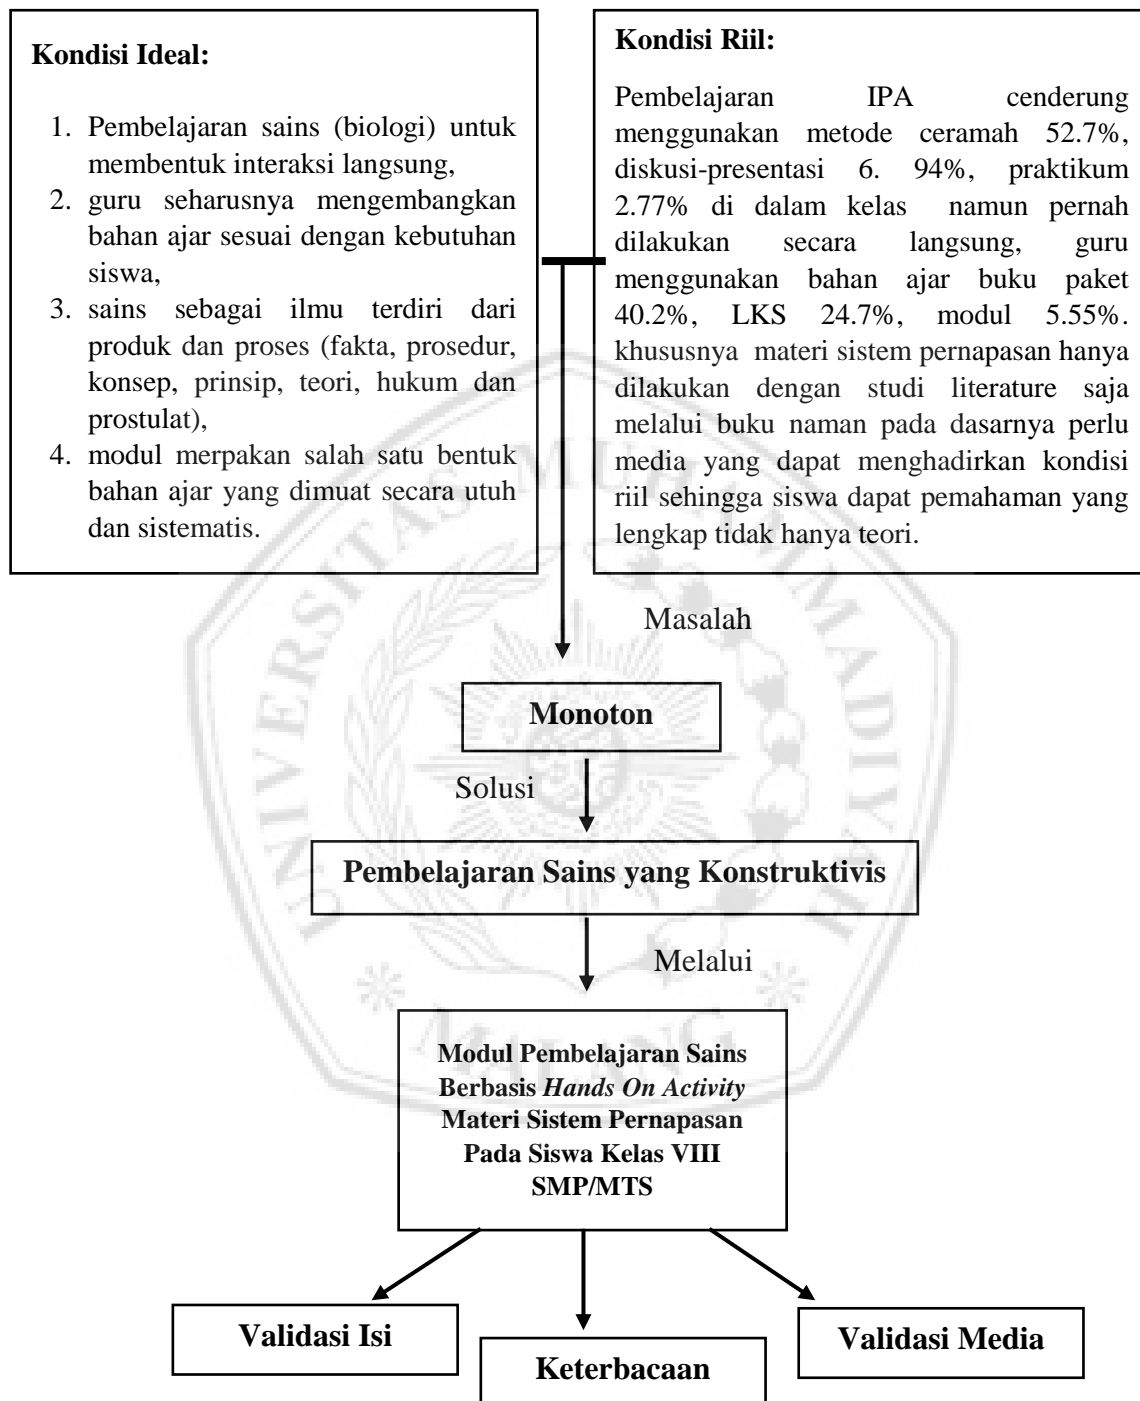 Kondisi Ideal:
1. Pembelajaran sains (biologi) untuk
membentuk interaksi langsung,
2. guru seharusnya mengembangkan
bahan ajar sesuai dengan kebutuhan
siswa,
3. sains sebagai ilmu terdiri dari
produk dan proses (fakta, prosedur,
konsep, prinsip, teori, hukum dan
prostulat),
4. modul merpakan salah satu bentuk
bahan ajar yang dimuat secara utuh
dan sistematis.
Kondisi Riil:
Pembelajaran IPA cenderung
menggunakan metode ceramah 52.7%,
diskusi-presentasi 6. 94%, praktikum
2.77% di dalam kelas namun pernah
dilakukan secara langsung, guru
menggunakan bahan ajar buku paket
40.2%, LKS 24.7%, modul 5.55%.
khususnya materi sistem pernapasan hanya
dilakukan dengan studi literature saja
melalui buku naman pada dasarnya perlu
media yang dapat menghadirkan kondisi
riil sehingga siswa dapat pemahaman yang
lengkap tidak hanya teori.
Masalah
Monoton
Solusi
Pembelajaran Sains yang Konstruktivis
Melalui
Modul Pembelajaran Sains
Berbasis Hands On Activity
Materi Sistem Pernapasan
Pada Siswa Kelas VIII
SMP/MTS
Validasi Isi
Keterbacaan
Validasi Media
UNIVERSITAS MUHAMMADIYAH
MALANG